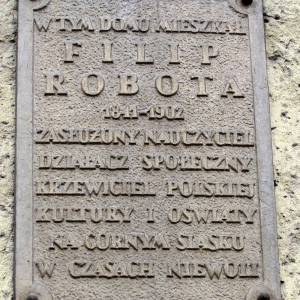 W TYM DOMU MIESZKAŁ
FILIP
ROBOTA
1841-1902
ZASŁUŻONY NAUCZYCIEL
DZIAŁACZ SPOŁECZNY
KRZEWICIEL POLSKIEJ
KULTURY I OŚWIATY
NA GÓRNYM ŚLĄSKU
W CZASACH NIEWOLI